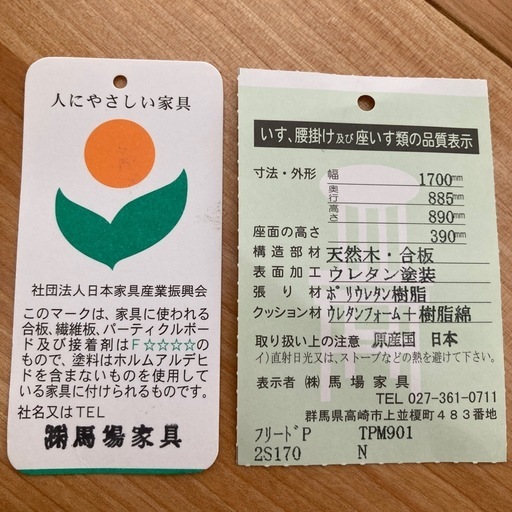 人にやさしい家具
社団法人日本家具産業振興会
このマークは、家具に使われる
合板、繊維板、パーティクルボー
ド及び接着剤はF☆☆☆☆の
もので、塗料はホルムアルデヒ
ドを含まないものを使用して
いる家具に付けられるものです。
社名又はTEL
㈱馬場家具
いす、腰掛け及び座いす類の品質表示
寸法・外形 幅 1700mm
奥行 885mm
高さ 890mm
座面の高さ 390mm
構造部材 天然木・合板
表面加工 ウレタン塗装
張り材 ポリウレタン樹脂
クッション材 ウレタンフォーム＋樹脂綿
取り扱い上の注意 原産国 日本
イ)直射日光又は、ストーブなどの熱を避けて下さい。
表示者 ㈱ 馬場家具
TEL 027-361-0711
群馬県高崎市上並榎町483番地
フリードP TPM901
2S170 N